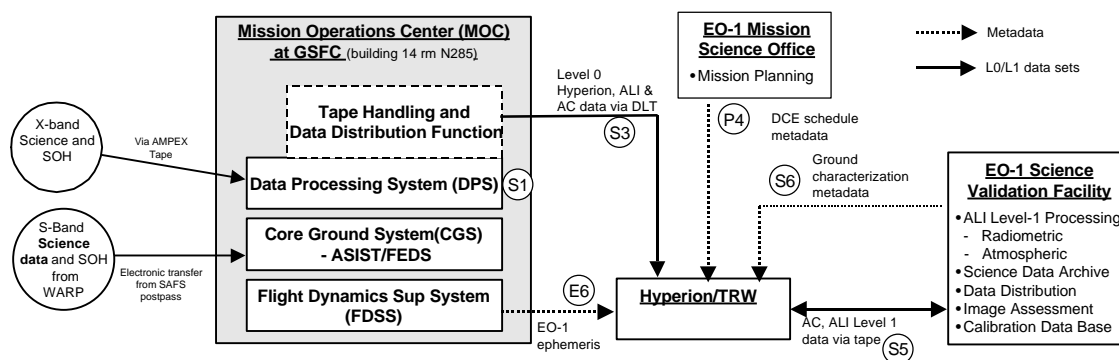 Mission Operations Center (MOC)
at GSFC (building 14 rm N285)
Tape Handling and
Data Distribution Function
Data Processing System (DPS)
S1
Core Ground System(CGS)
- ASIST/FEDS
Flight Dynamics Sup System
(FDSS)
X-band
Science and
SOH
Via AMPEX
Tape
S-Band
Science
data and SOH
from
WARP
Electronic transfer
from SAFS
postpass
Level 0
Hyperion, ALI &
AC data via DLT
S3
EO-1 Mission
Science Office
•Mission Planning
P4
DCE schedule
metadata
S6
Ground
characterization
metadata
Metadata
L0/L1 data sets
EO-1 Science
Validation Facility
•ALI Level-1 Processing
- Radiometric
- Atmospheric
•Science Data Archive
•Data Distribution
•Image Assessment
•Calibration Data Base
Hyperion/TRW
E6
EO-1
ephemeris
AC, ALI Level 1
data via tape
S5